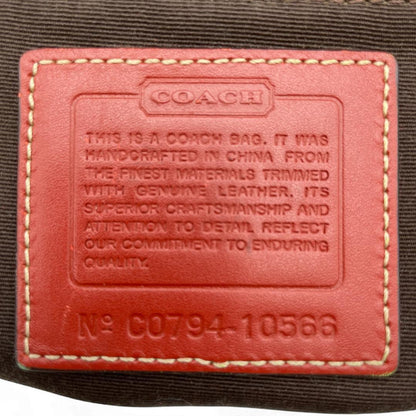 COACH
THIS IS A COACH BAG. IT WAS
HANDCRAFTED IN CHINA FROM
THE FINEST MATERIALS TRIMMED
WITH GENUINE LEATHER. ITS
SUPERIOR CRAFTSMANSHIP AND
ATTENTION TO DETAIL REFLECT
OUR COMMITMENT TO ENDURING
QUALITY.
Nº C0794-10566